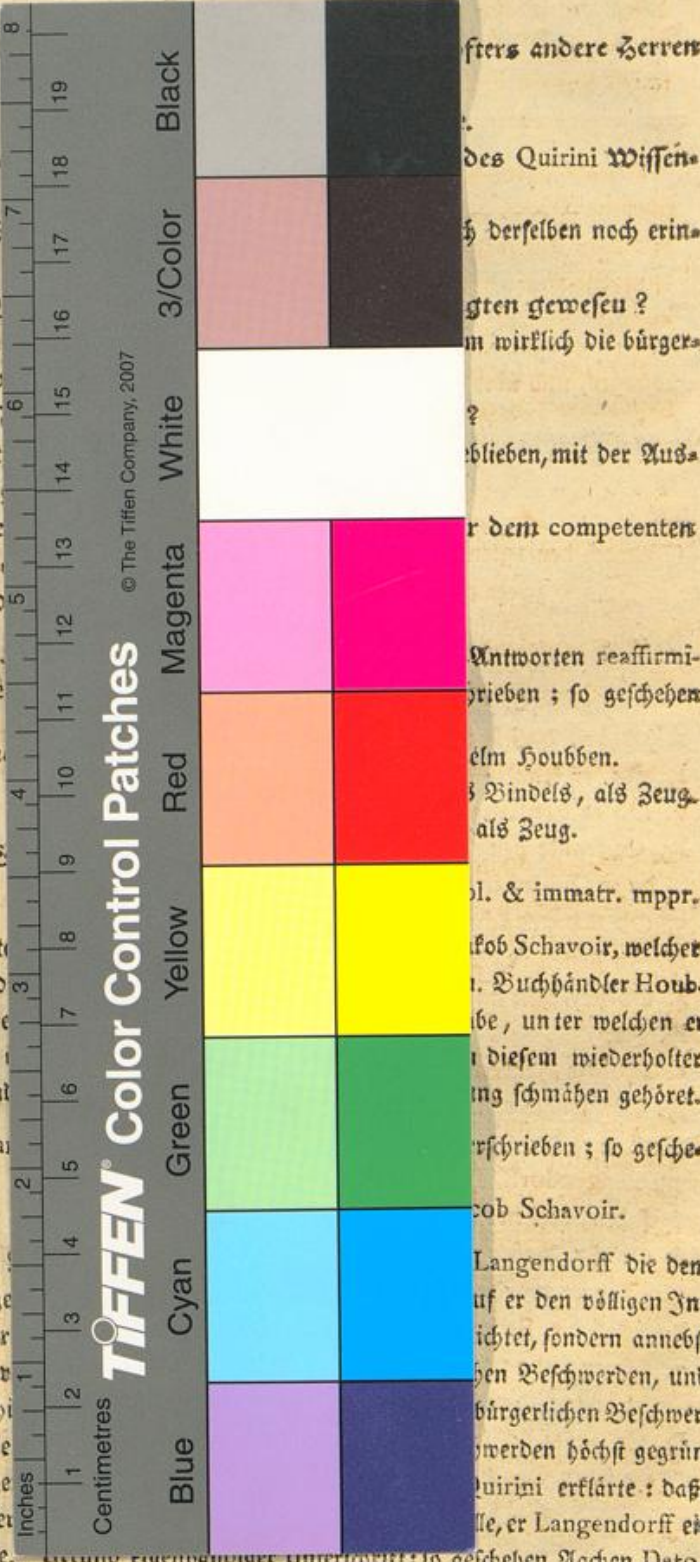 Inches
1
2
3
4
5
6
7
8
Centimetres
1
2
3
4
5
6
7
8
9
10
11
12
13
14
15
16
17
18
19
TIFFEN® Color Control Patches
© The Tiffen Company, 2007
Blue
Cyan
Green
Yellow
Red
Magenta
White
3/Color
Black
fters andere Herren
des Quirini Wissen⸗
derselben noch erin⸗
gten geweseu ?
wirklich die bürger⸗
?
blieben, mit der Aus⸗
r dem competenten
Antworten reaffirmi-
rieben ; so geschehen
elm Houbben.
Bindels, als Zeug.
als Zeug.
l. & immatr. mppr.
kob Schavoir, welcher
. Buchhändler Houb-
be, unter welchen er
diesem wiederholter
ng schmähen gehöret.
rschrieben ; so gesche⸗
cob Schavoir.
Langendorff die den
uf er den völligen In
ichtet, sondern annebst
hen Beschwerden, und
bürgerlichen Beschwer
werden höchst gegrün
Quirini erklärte : daß
lle, er Langendorff ei
geschehen Aachen